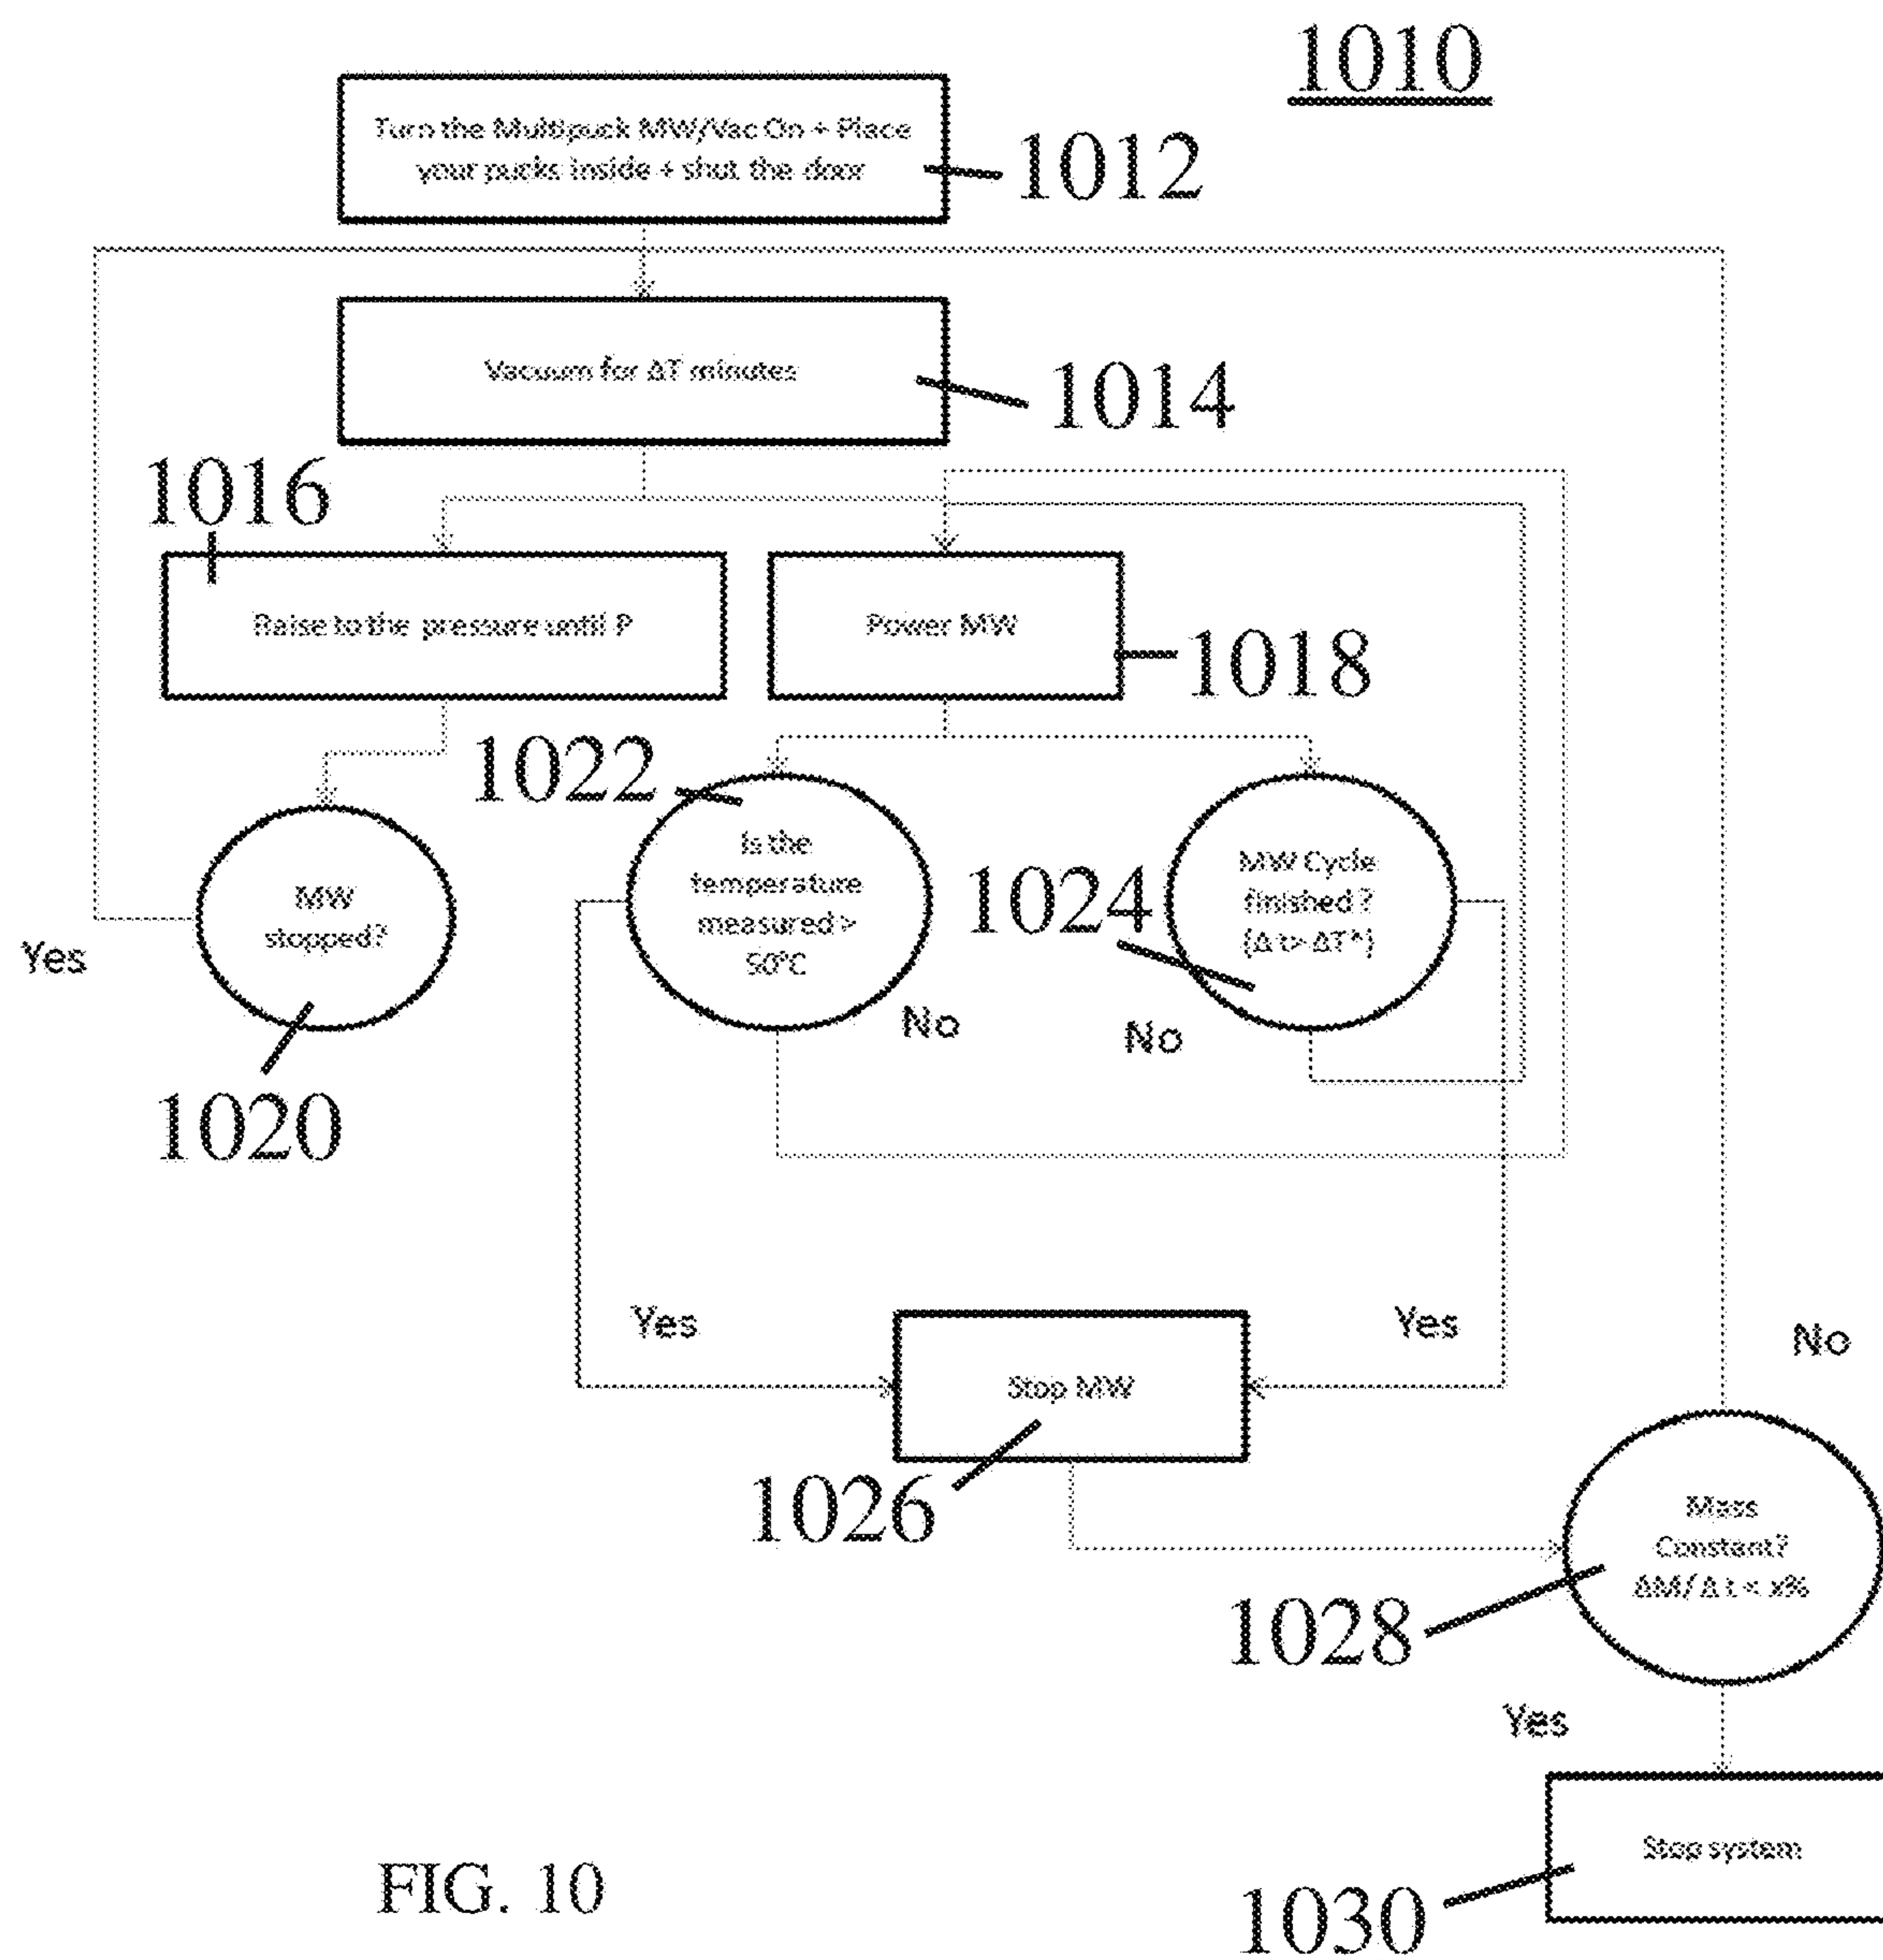 1010
Turn the Multipuck MW/Vac On + Place
your pucks inside + shut the door
1012
Vacuum for ΔT minutes
1014
1016
Raise to the pressure until P
Power MW
1018
1022
Is the
temperature
measured >
50°C
1024
MW Cycle
finished?
(Δ t> ΔT*)
MW
stopped?
Yes
No
No
1020
Yes
Yes
No
Stop MW
1026
Mass
Constant?
ΔM/ Δ t < x%
1028
Yes
Stop system
1030
FIG. 10